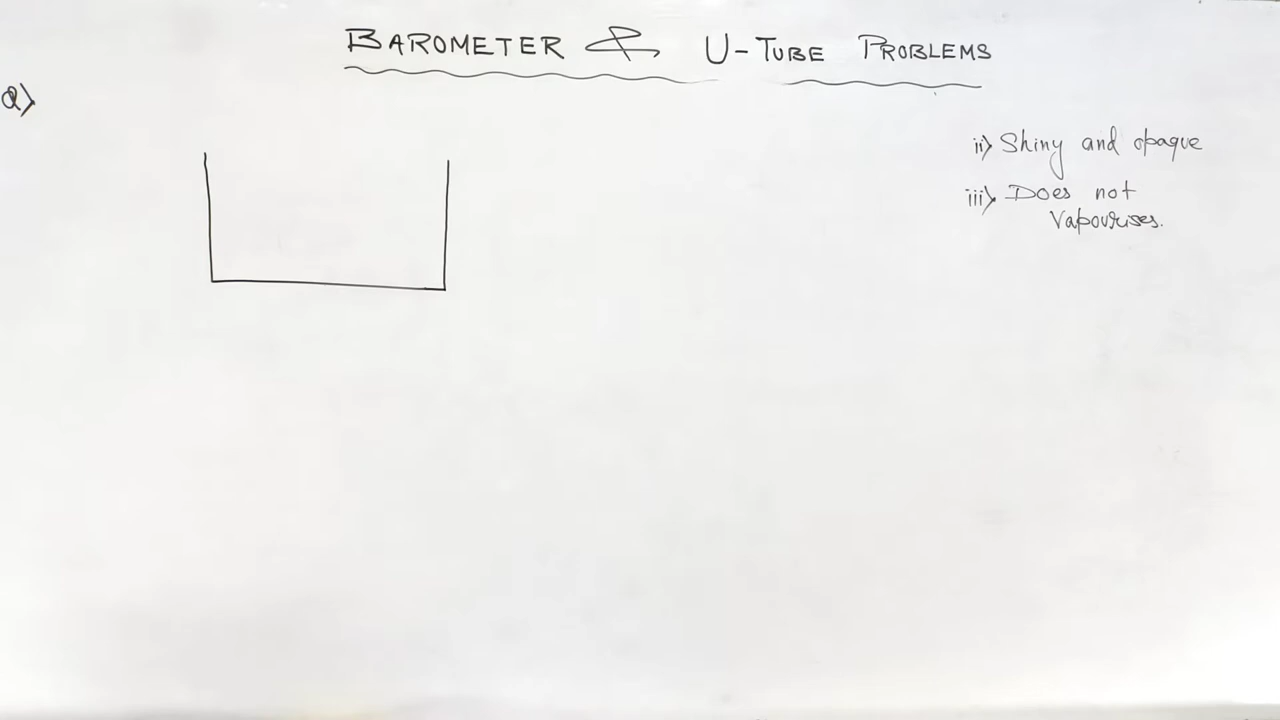 BAROMETER & U-TUBE PROBLEMS
Q)
ii) Shiny and opaque
iii) Does not
Vapourises.